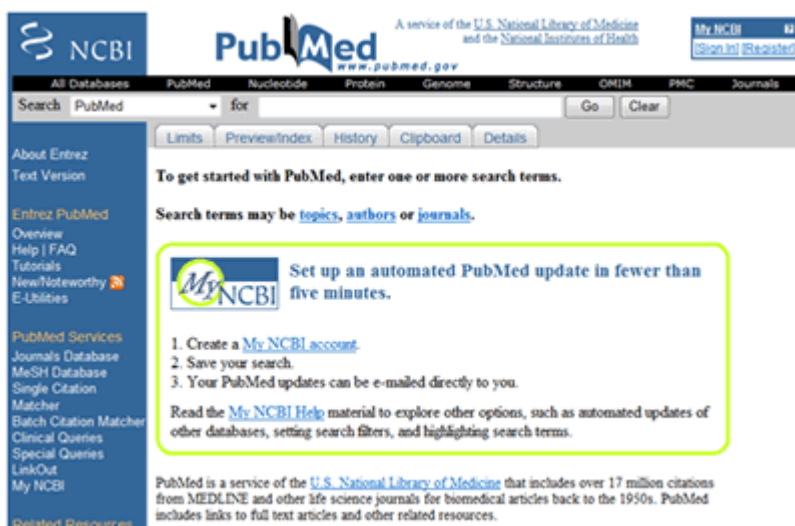 NCBI
PubMed
www.pubmed.gov
A service of the U.S. National Library of Medicine
and the National Institutes of Health
My NCBI
[Sign In] [Register]
All Databases PubMed Nucleotide Protein Genome Structure OMIM PMC Journals
Search PubMed for Go Clear
Limits Preview/Index History Clipboard Details
About Entrez
Text Version
Entrez PubMed
Overview
Help | FAQ
Tutorials
New/Noteworthy
E-Utilities
PubMed Services
Journals Database
MeSH Database
Single Citation
Matcher
Batch Citation Matcher
Clinical Queries
Special Queries
LinkOut
My NCBI
Related Resources
To get started with PubMed, enter one or more search terms.
Search terms may be topics, authors or journals.
My NCBI
Set up an automated PubMed update in fewer than
five minutes.
1. Create a My NCBI account.
2. Save your search.
3. Your PubMed updates can be e-mailed directly to you.
Read the My NCBI Help material to explore other options, such as automated updates of
other databases, setting search filters, and highlighting search terms.
PubMed is a service of the U.S. National Library of Medicine that includes over 17 million citations
from MEDLINE and other life science journals for biomedical articles back to the 1950s. PubMed
includes links to full text articles and other related resources.